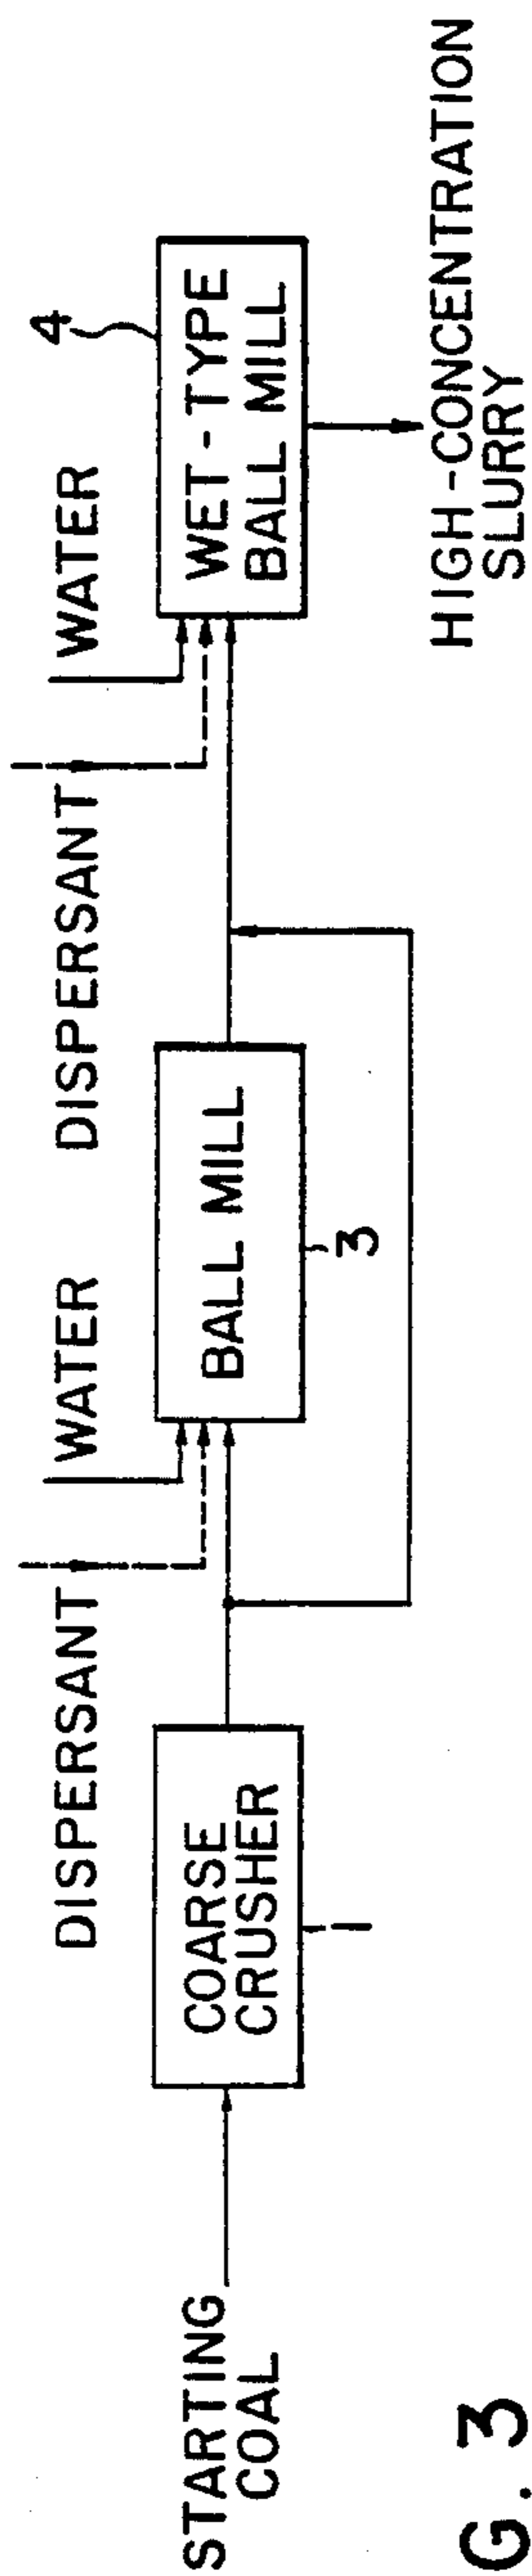 STARTING
COAL
COARSE
CRUSHER
1
DISPERSANT
WATER
BALL MILL
3
DISPERSANT
WATER
WET-TYPE
BALL MILL
4
HIGH-CONCENTRATION
SLURRY
G. 3